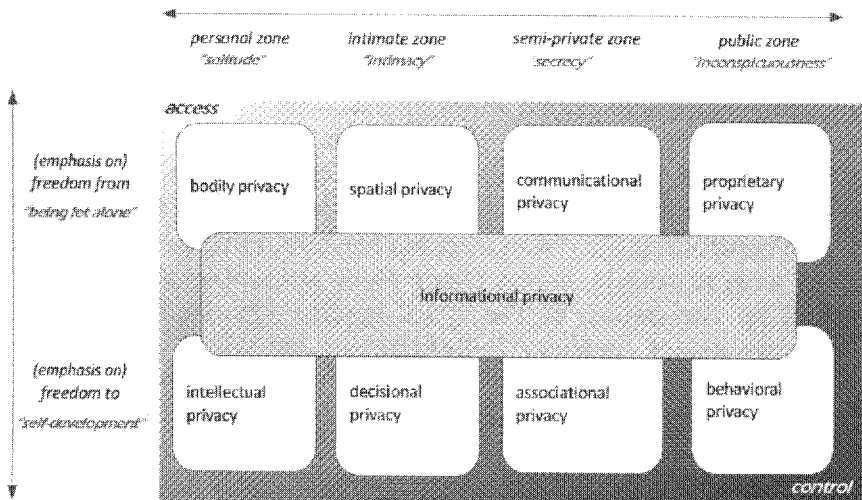 personal zone intimate zone semi-private zone public zone
"solitude" "intimacy" "secrecy" "inconspicuousness"
access
(emphasis on)
freedom from
"being let alone"
bodily privacy
spatial privacy
communicational
privacy
proprietary
privacy
informational privacy
(emphasis on)
freedom to
"self-development"
intellectual
privacy
decisional
privacy
associational
privacy
behavioral
privacy
control